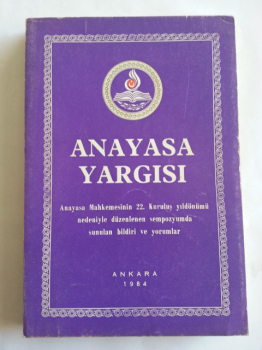 ANAYASA
YARGISI
Anayasa Mahkemesinin 22. Kuruluş yıldönümü
nedeniyle düzenlenen sempozyumda
sunulan bildiri ve yorumlar
ANKARA
1984